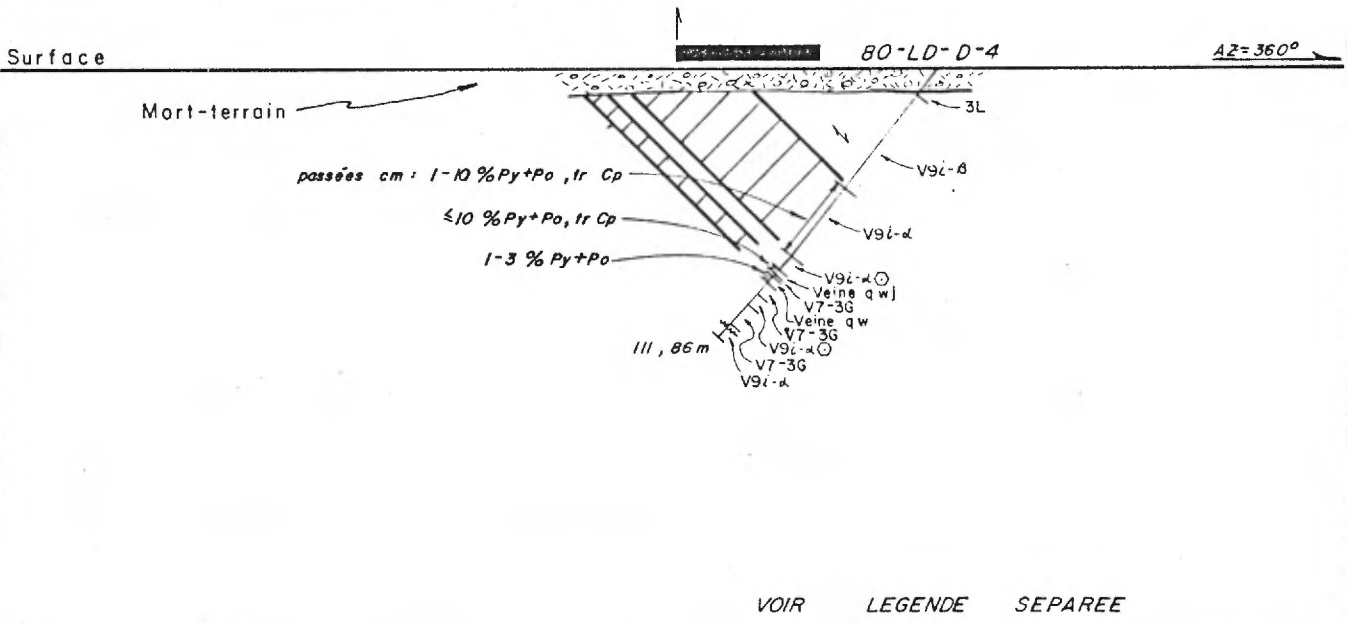 80-LD-D-4
AZ=360°
Surface
Mort-terrain
3L
V9i-β
passées cm: 1-10 % Py+Po, tr Cp
≤10 % Py+Po, tr Cp
V9i-α
1-3 % Py+Po
V9i-α⊙
Veine qwj
V7-3G
Veine qw
V7-3G
111,86m
V9i-α⊙
V7-3G
V9i-α
VOIR LEGENDE SEPAREE